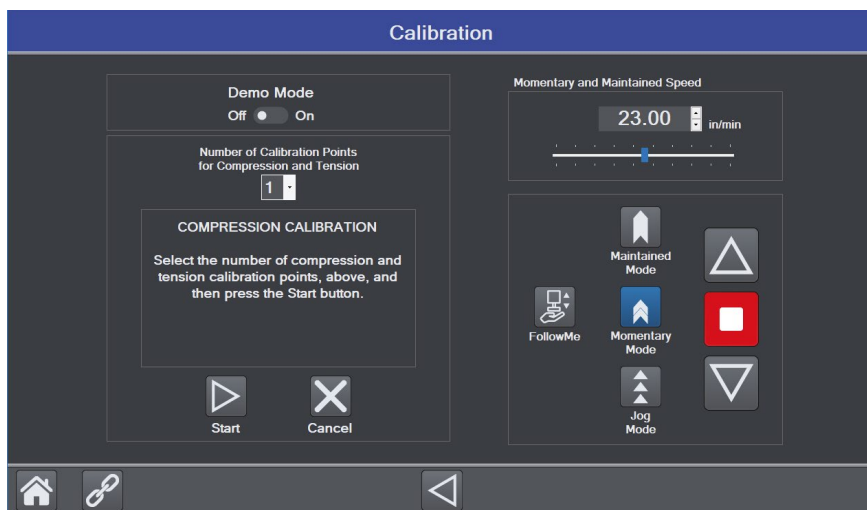 Calibration
Demo Mode
Off On
Number of Calibration Points
for Compression and Tension
1
COMPRESSION CALIBRATION
Select the number of compression and
tension calibration points, above, and
then press the Start button.
Start Cancel
Momentary and Maintained Speed
23.00 in/min
Maintained
Mode
FollowMe
Momentary
Mode
Jog
Mode